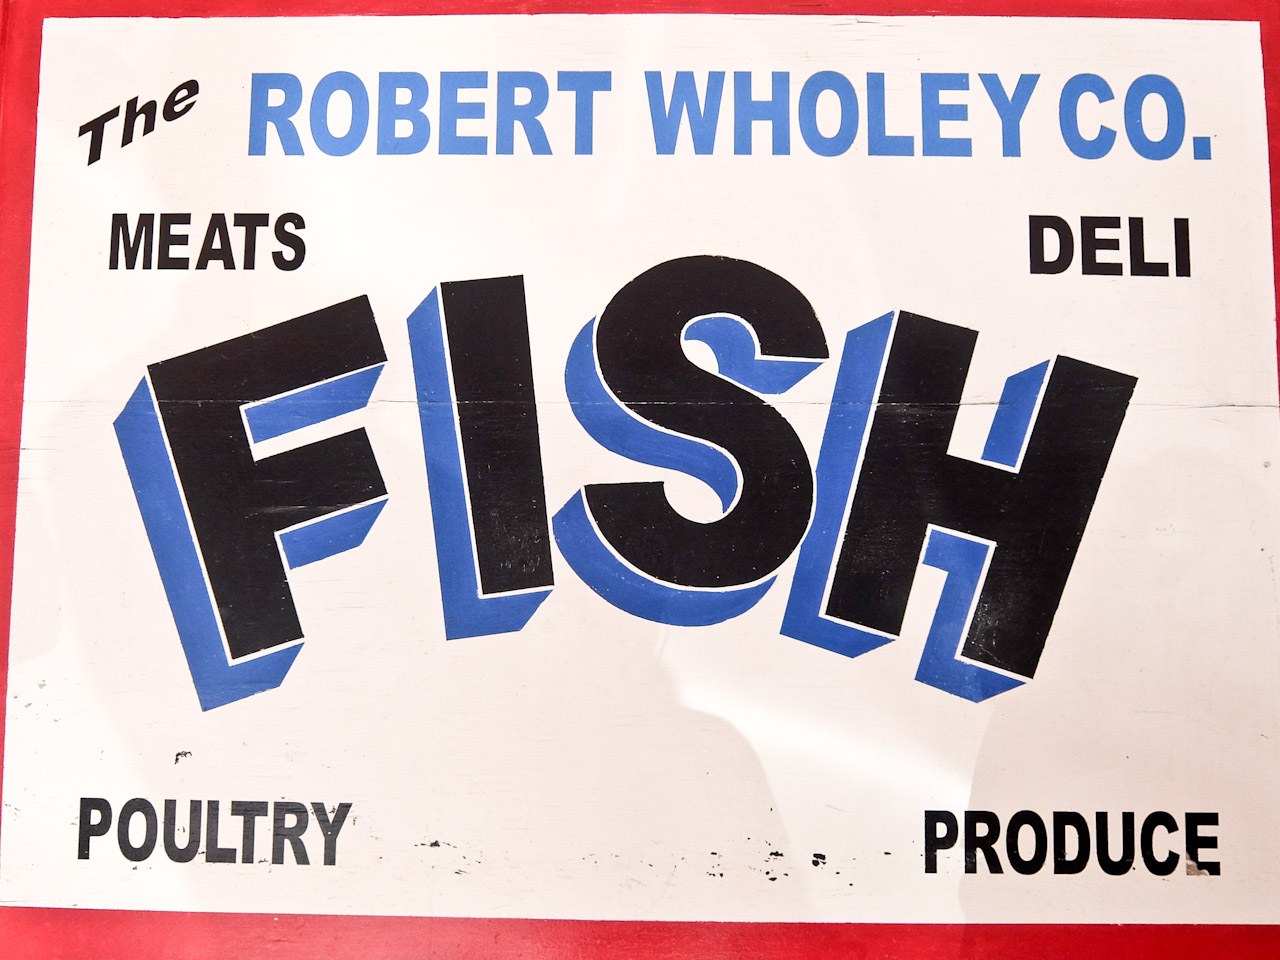 The ROBERT WHOLEY CO.
MEATS DELI
FISH
POULTRY PRODUCE